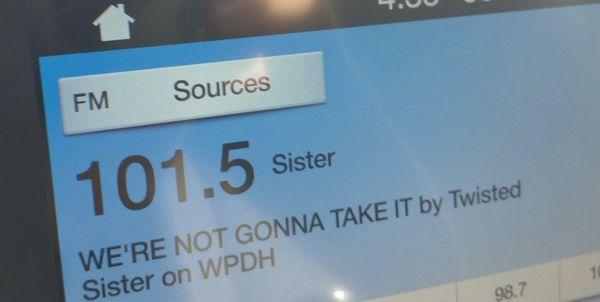 FM Sources
101.5 Sister
WE'RE NOT GONNA TAKE IT by Twisted
Sister on WPDH
98.7